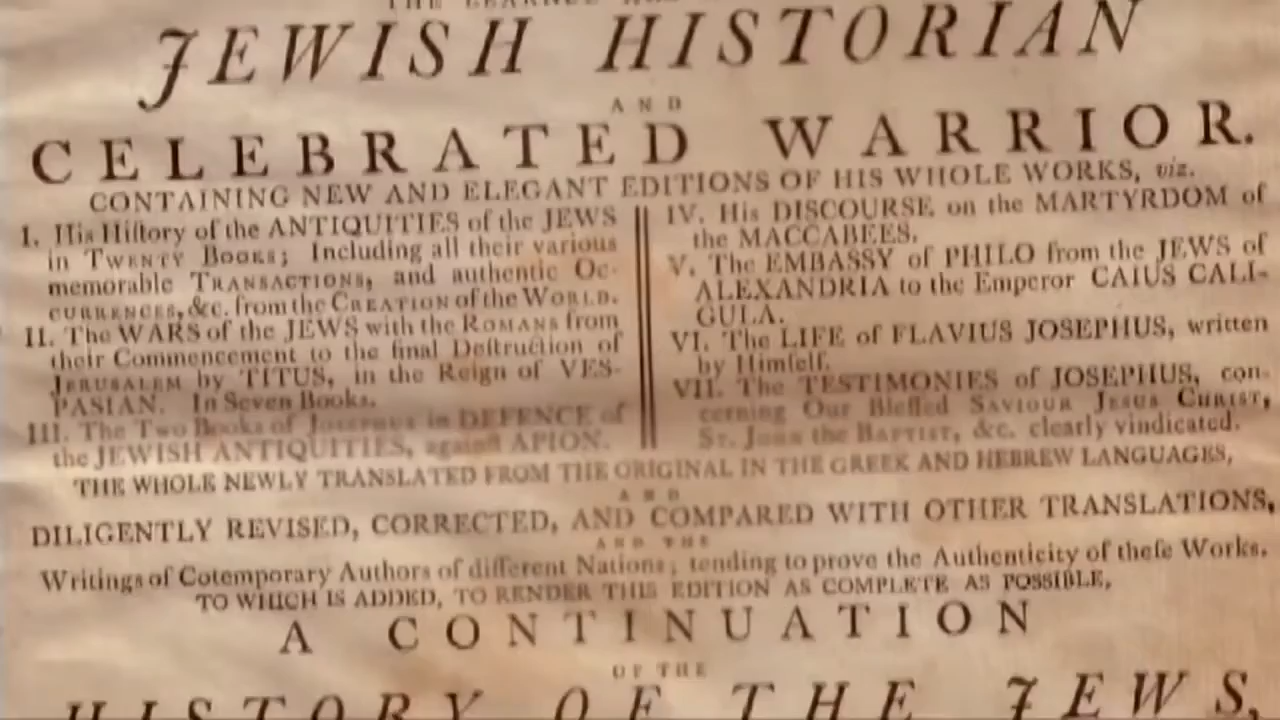 JEWISH HISTORIAN
AND
CELEBRATED WARRIOR.
CONTAINING NEW AND ELEGANT EDITIONS OF HIS WHOLE WORKS, viz.
I. His Hiſtory of the ANTIQUITIES of the JEWS
in TWENTY BOOKS; Including all their various
memorable TRANSACTIONS, and authentic OC-
CURRENCES, &c. from the CREATION of the WORLD.
II. The WARS of the JEWS with the ROMANS from
their Commencement to the final Deſtruction of
JERUSALEM by TITUS, in the Reign of VES-
PASIAN. In Seven Books.
III. The Two Books of JOSEPHUS in DEFENCE of
the JEWISH ANTIQUITIES, againſt APION.
IV. His DISCOURSE on the MARTYRDOM of
the MACCABEES.
V. The EMBASSY of PHILO from the JEWS of
ALEXANDRIA to the Emperor CAIUS CALI-
GULA.
VI. The LIFE of FLAVIUS JOSEPHUS, written
by Himſelf.
VII. The TESTIMONIES of JOSEPHUS, con-
cerning Our Bleſſed SAVIOUR JESUS CHRIST,
ST. JOHN the BAPTIST, &c. clearly vindicated.
THE WHOLE NEWLY TRANSLATED FROM THE ORIGINAL IN THE GREEK AND HEBREW LANGUAGES,
AND
DILIGENTLY REVISED, CORRECTED, AND COMPARED WITH OTHER TRANSLATIONS,
AND THE
Writings of Cotemporary Authors of different Nations; tending to prove the Authenticity of theſe Works.
TO WHICH IS ADDED, TO RENDER THIS EDITION AS COMPLETE AS POSSIBLE,
A CONTINUATION
OF THE
HISTORY OF THE JEWS,